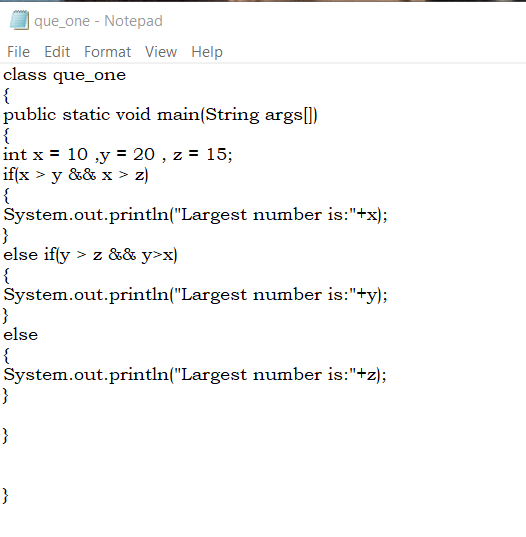 que_one - Notepad
File Edit Format View Help
class que_one
{
public static void main(String args[])
{
int x = 10 ,y = 20 , z = 15;
if(x > y && x > z)
{
System.out.println("Largest number is:"+x);
}
else if(y > z && y>x)
{
System.out.println("Largest number is:"+y);
}
else
{
System.out.println("Largest number is:"+z);
}
}
}